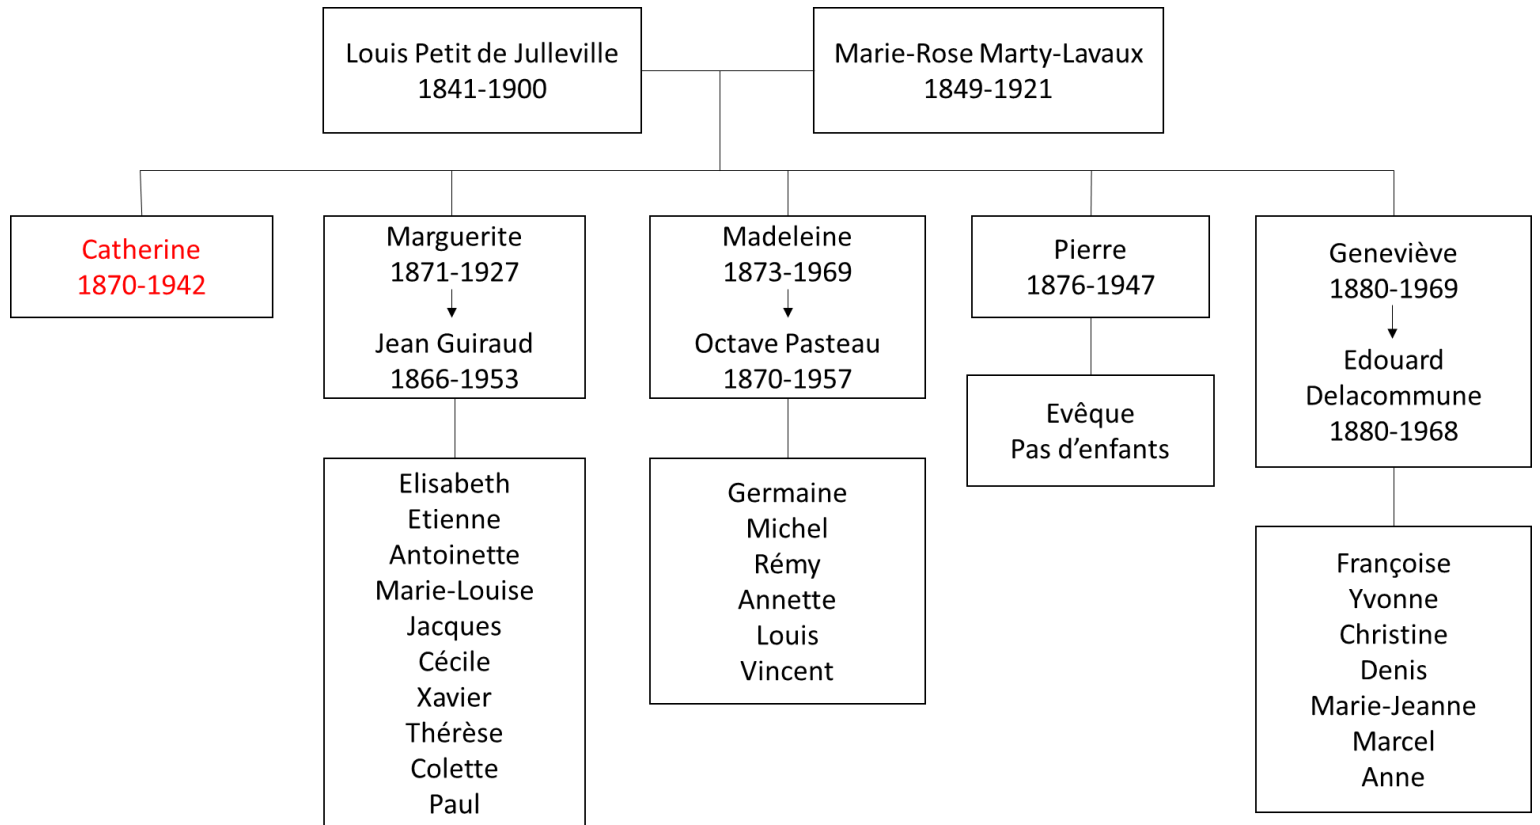 Louis Petit de Julleville
1841-1900
Marie-Rose Marty-Lavaux
1849-1921
Catherine
1870-1942
Marguerite
1871-1927
Jean Guiraud
1866-1953
Madeleine
1873-1969
Octave Pasteau
1870-1957
Pierre
1876-1947
Evêque
Pas d’enfants
Geneviève
1880-1969
Edouard
Delacommune
1880-1968
Elisabeth
Etienne
Antoinette
Marie-Louise
Jacques
Cécile
Xavier
Thérèse
Colette
Paul
Germaine
Michel
Rémy
Annette
Louis
Vincent
Françoise
Yvonne
Christine
Denis
Marie-Jeanne
Marcel
Anne